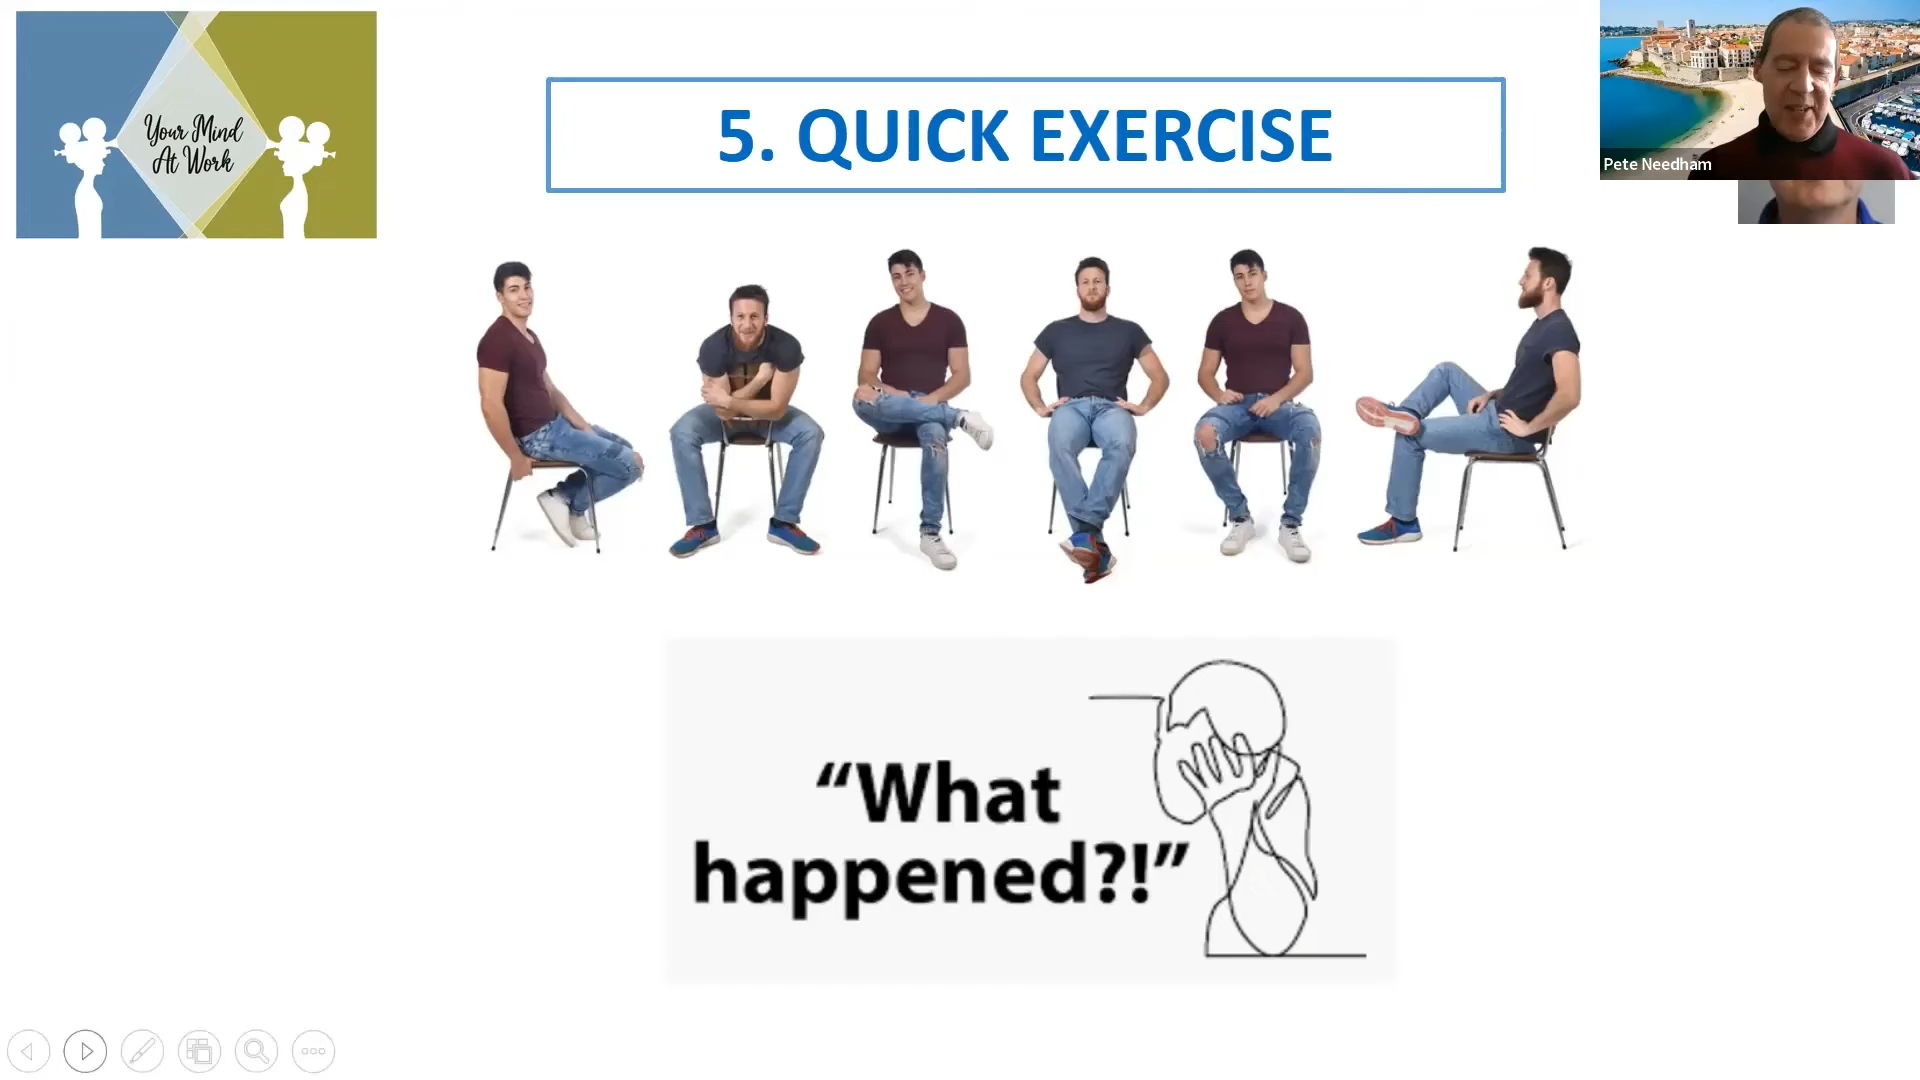 Your Mind
At Work
5. QUICK EXERCISE
Pete Needham
“What
happened?!”